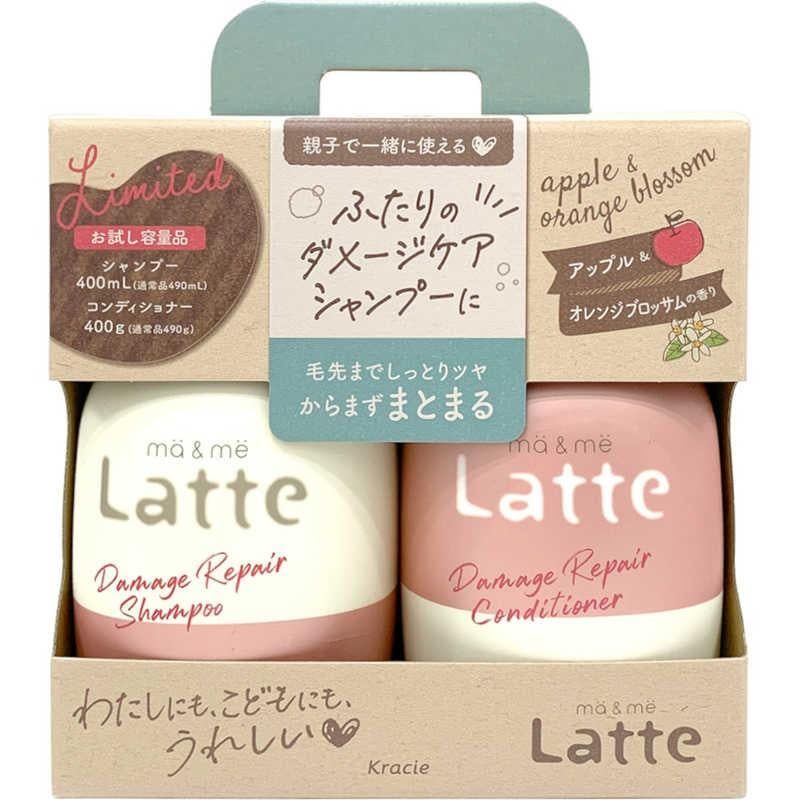 Limited
お試し容量品
シャンプー
400mL(通常品490mL)
コンディショナー
400g(通常品490g)
親子で一緒に使える
ふたりの
ダメージケア
シャンプーに
毛先までしっとりツヤ
からまずまとまる
apple &
orange blossom
アップル &
オレンジブロッサムの香り
mä & më
Latte
Damage Repair
Shampoo
mä & më
Latte
Damage Repair
Conditioner
わたしにも、こどもにも、
うれしい
Kracie
mä & më
Latte